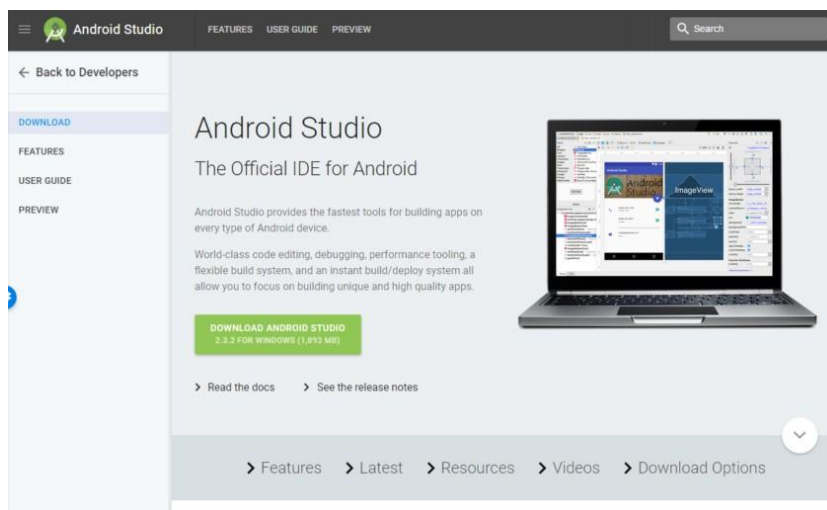 Android Studio
FEATURES USER GUIDE PREVIEW
Search
← Back to Developers
DOWNLOAD
FEATURES
USER GUIDE
PREVIEW
Android Studio
The Official IDE for Android
Android Studio provides the fastest tools for building apps on
every type of Android device.
World-class code editing, debugging, performance tooling, a
flexible build system, and an instant build/deploy system all
allow you to focus on building unique and high quality apps.
DOWNLOAD ANDROID STUDIO
2.3.2 FOR WINDOWS (1,893 MB)
> Read the docs > See the release notes
Android
Studio
ImageView
> Features > Latest > Resources > Videos > Download Options